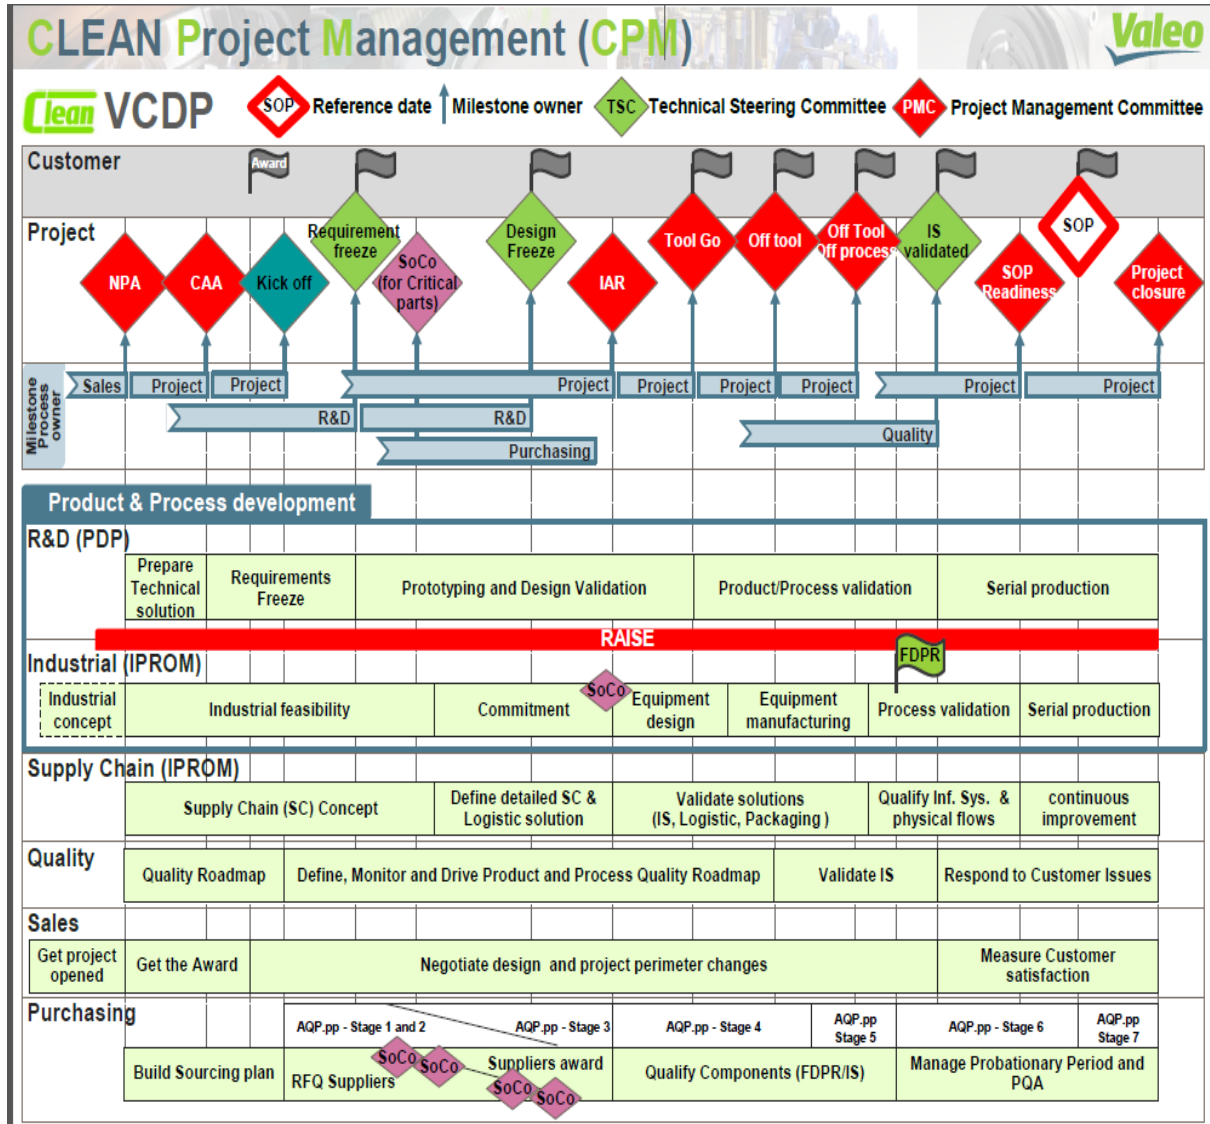 CLEAN Project Management (CPM)
Valeo
Clean VCDP
SOP Reference date
Milestone owner
TSC Technical Steering Committee
PMC Project Management Committee
Customer
Award
Project
NPA
CAA
Kick off
Requirement
freeze
SoCo
(for Critical
parts)
Design
Freeze
IAR
Tool Go
Off tool
Off Tool
Off process
IS
validated
SOP
Readiness
SOP
Project
closure
Milestone
Process
owner
Sales
Project
Project
Project
Project
Project
Project
Project
Project
R&D
R&D
Quality
Purchasing
Product & Process development
R&D (PDP)
Prepare
Technical
solution
Requirements
Freeze
Prototyping and Design Validation
Product/Process validation
Serial production
RAISE
Industrial (IPROM)
FDPR
Industrial
concept
Industrial feasibility
Commitment
SoCo
Equipment
design
Equipment
manufacturing
Process validation
Serial production
Supply Chain (IPROM)
Supply Chain (SC) Concept
Define detailed SC &
Logistic solution
Validate solutions
(IS, Logistic, Packaging )
Qualify Inf. Sys. &
physical flows
continuous
improvement
Quality
Quality Roadmap
Define, Monitor and Drive Product and Process Quality Roadmap
Validate IS
Respond to Customer Issues
Sales
Get project
opened
Get the Award
Negotiate design and project perimeter changes
Measure Customer
satisfaction
Purchasing
AQP.pp - Stage 1 and 2
AQP.pp - Stage 3
AQP.pp - Stage 4
AQP.pp
Stage 5
AQP.pp - Stage 6
AQP.pp
Stage 7
Build Sourcing plan
RFQ Suppliers
SoCo
SoCo
Suppliers award
SoCo
SoCo
Qualify Components (FDPR/IS)
Manage Probationary Period and
PQA